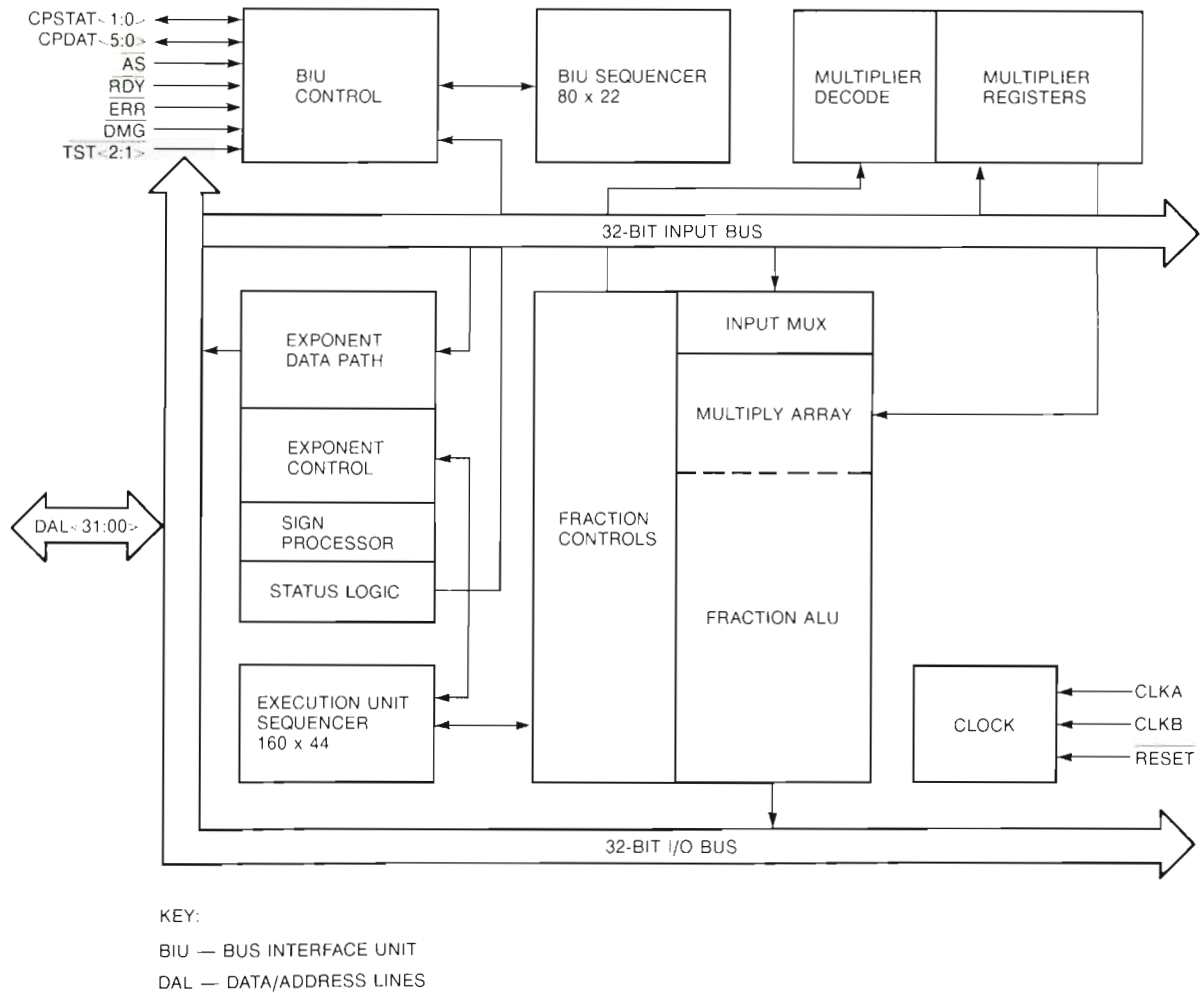 CPSTAT<1:0>
CPDAT<5:0>
AS
RDY
ERR
DMG
TST<2:1>
BIU
CONTROL
BIU SEQUENCER
80 x 22
MULTIPLIER
DECODE
MULTIPLIER
REGISTERS
32-BIT INPUT BUS
EXPONENT
DATA PATH
EXPONENT
CONTROL
SIGN
PROCESSOR
STATUS LOGIC
INPUT MUX
MULTIPLY ARRAY
FRACTION
CONTROLS
FRACTION ALU
DAL<31:00>
EXECUTION UNIT
SEQUENCER
160 x 44
CLOCK
CLKA
CLKB
RESET
32-BIT I/O BUS
KEY:
BIU — BUS INTERFACE UNIT
DAL — DATA/ADDRESS LINES